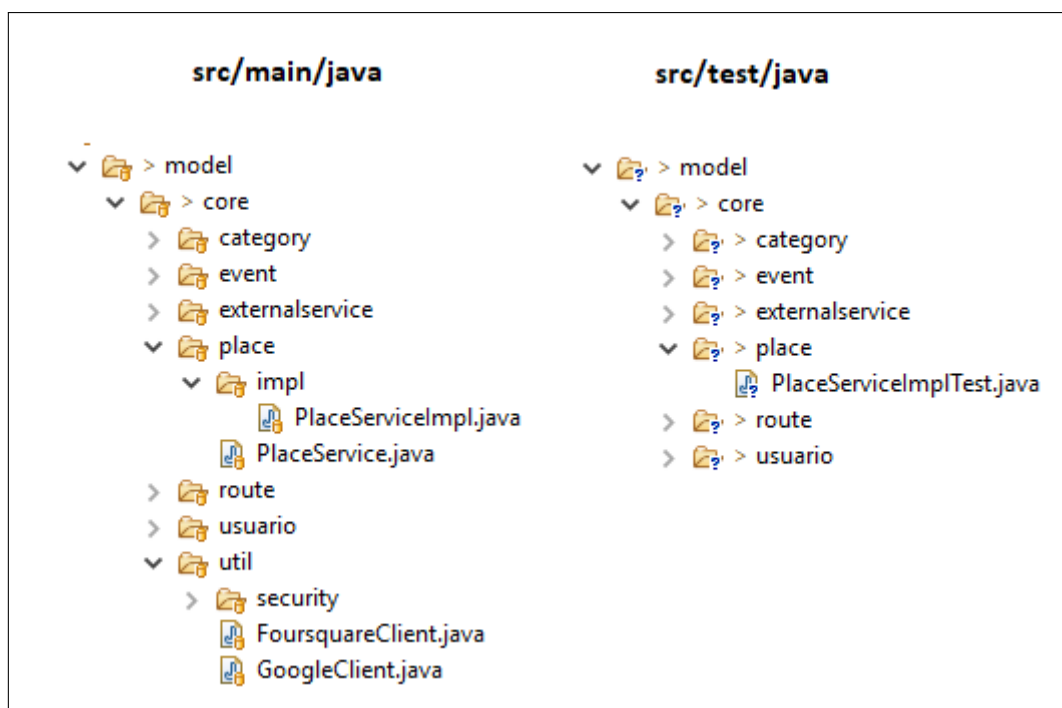 src/main/java
> model
> core
category
event
externalservice
place
impl
PlaceServiceImpl.java
PlaceService.java
route
usuario
util
security
FoursquareClient.java
GoogleClient.java
src/test/java
> model
> core
> category
> event
> externalservice
> place
PlaceServiceImplTest.java
> route
> usuario